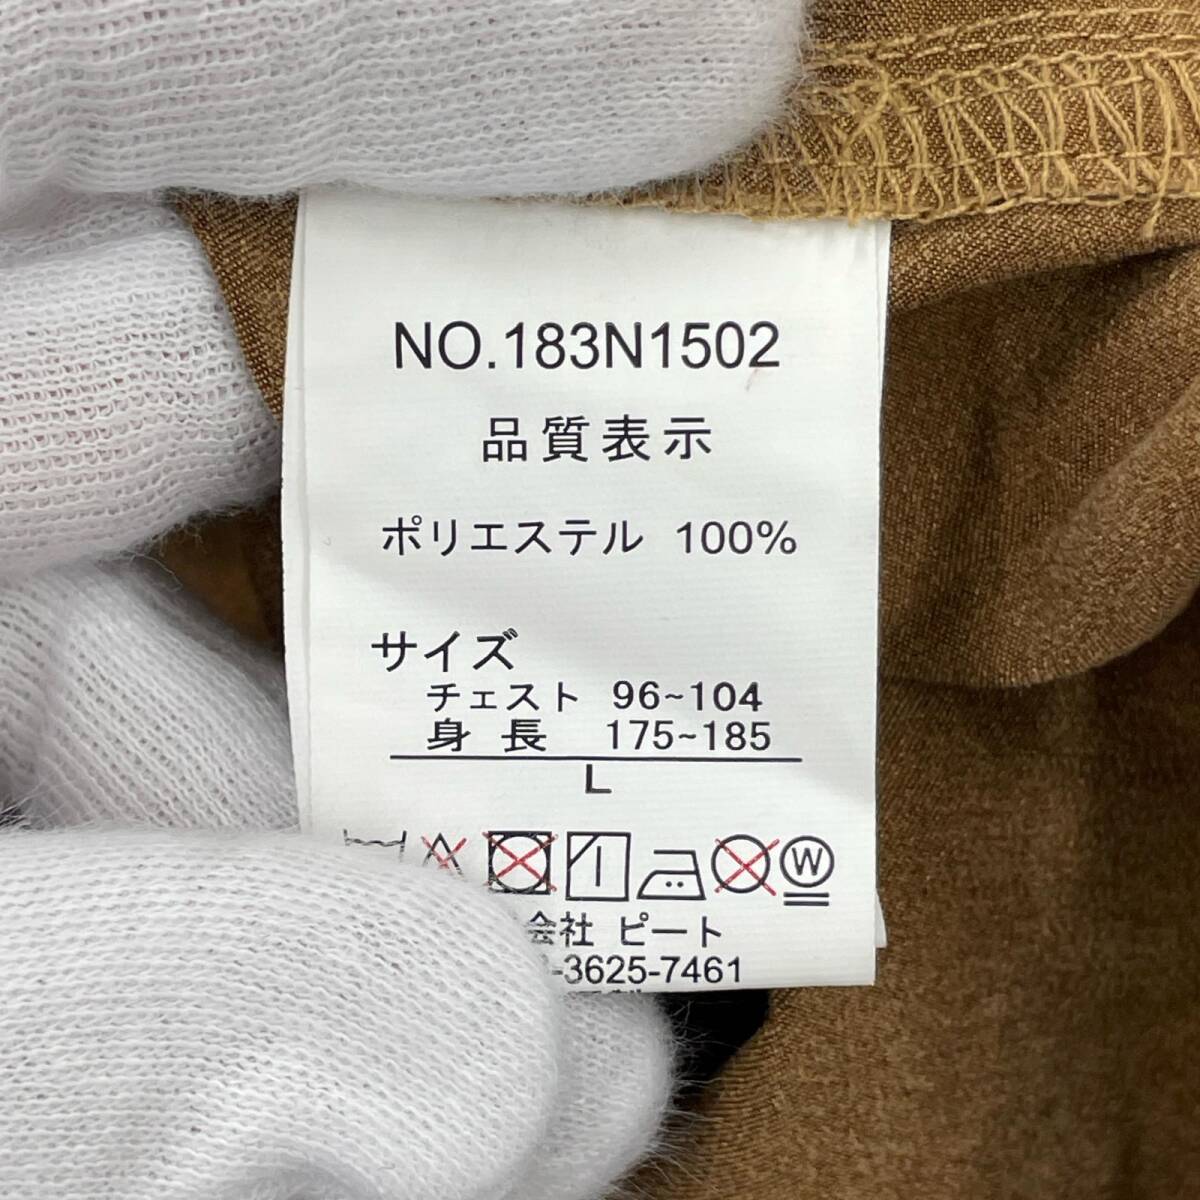 NO.183N1502
品質表示
ポリエステル 100%
サイズ
チェスト 96~104
身長 175~185
L
W
会社 ピート
-3625-7461